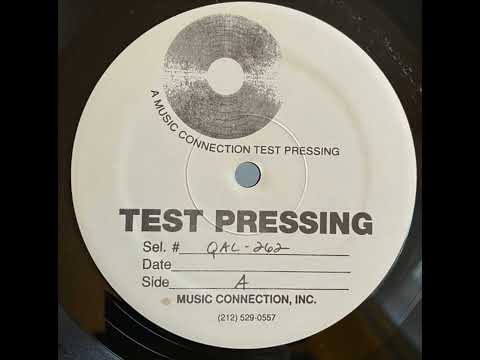 A MUSIC CONNECTION TEST PRESSING
TEST PRESSING
Sel. # QAL-262
Date
Side A
MUSIC CONNECTION, INC.
(212) 529-0557